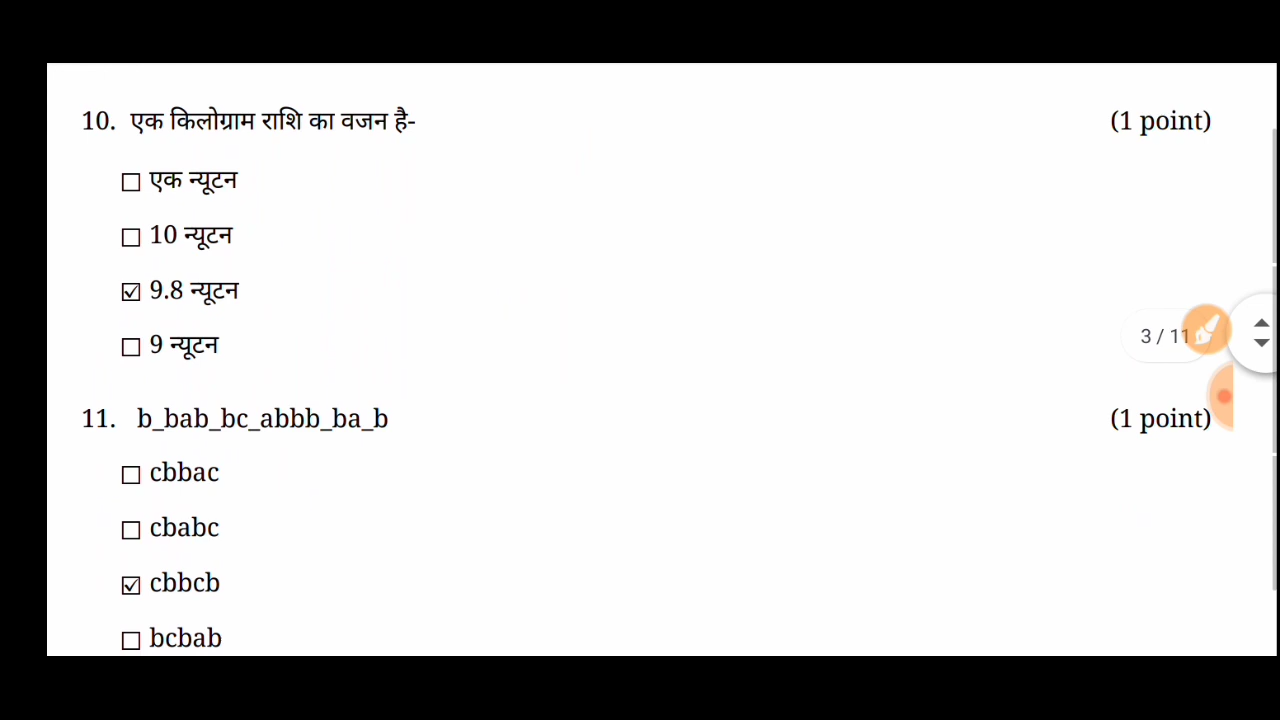 10. एक किलोग्राम राशि का वजन है- (1 point)
☐ एक न्यूटन
☐ 10 न्यूटन
☑ 9.8 न्यूटन
☐ 9 न्यूटन
3 / 11
11. b_bab_bc_abbb_ba_b (1 point)
☐ cbbac
☐ cbabc
☑ cbbcb
☐ bcbab